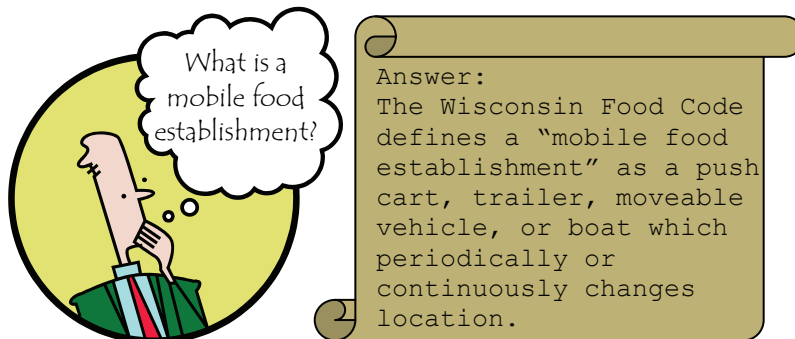 What is a
mobile food
establishment?
Answer:
The Wisconsin Food Code
defines a “mobile food
establishment” as a push
cart, trailer, moveable
vehicle, or boat which
periodically or
continuously changes
location.